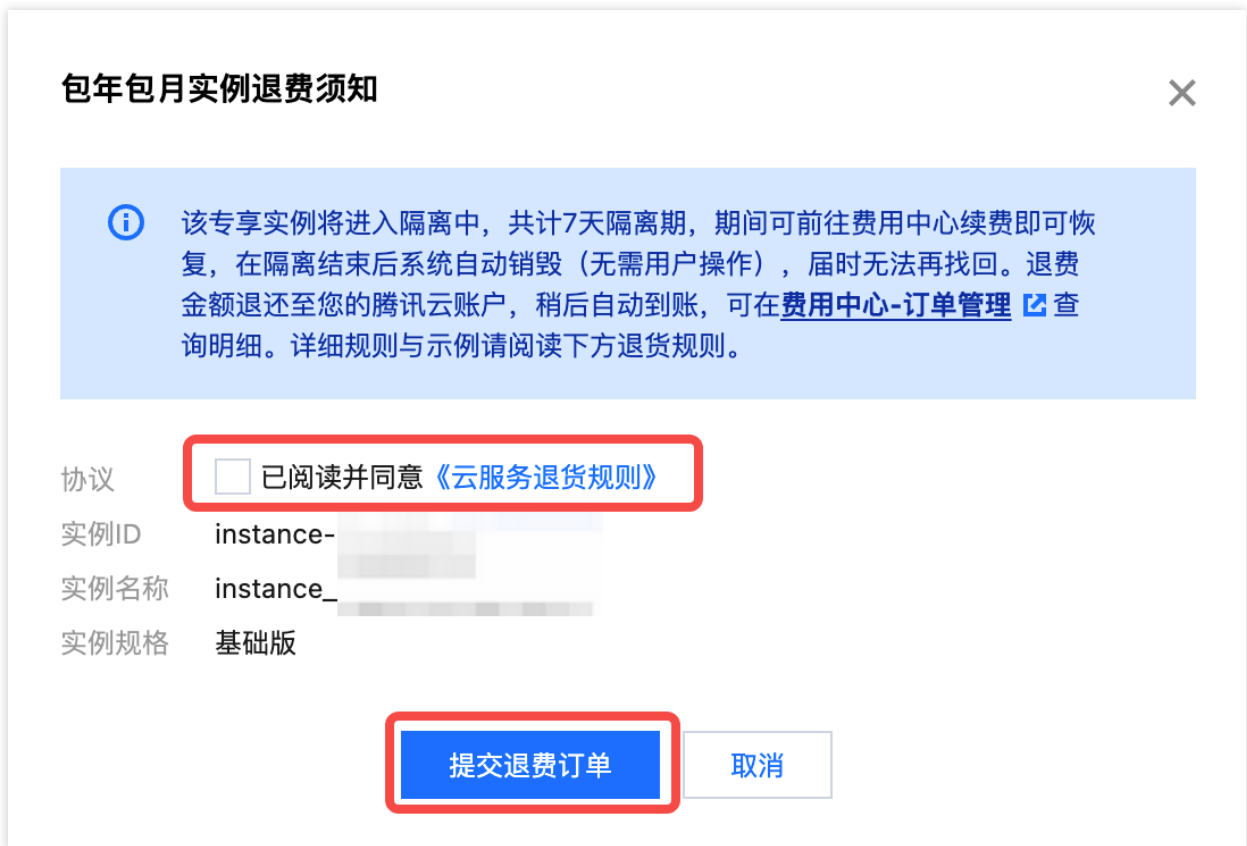 包年包月实例退费须知
该专享实例将进入隔离中，共计7天隔离期，期间可前往费用中心续费即可恢
复，在隔离结束后系统自动销毁（无需用户操作），届时无法再找回。退费
金额退还至您的腾讯云账户，稍后自动到账，可在费用中心-订单管理 查
询明细。详细规则与示例请阅读下方退货规则。
协议 已阅读并同意《云服务退货规则》
实例ID instance-
实例名称 instance_
实例规格 基础版
提交退费订单 取消